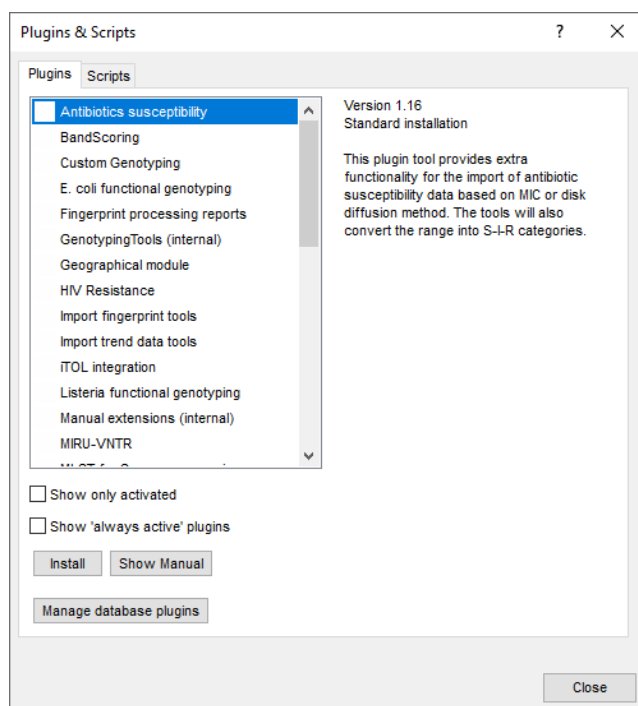 Plugins & Scripts
?
Plugins
Scripts
Antibiotics susceptibility
BandScoring
Custom Genotyping
E. coli functional genotyping
Fingerprint processing reports
GenotypingTools (internal)
Geographical module
HIV Resistance
Import fingerprint tools
Import trend data tools
iTOL integration
Listeria functional genotyping
Manual extensions (internal)
MIRU-VNTR
Version 1.16
Standard installation
This plugin tool provides extra
functionality for the import of antibiotic
susceptibility data based on MIC or disk
diffusion method. The tools will also
convert the range into S-I-R categories.
Show only activated
Show 'always active' plugins
Install
Show Manual
Manage database plugins
Close